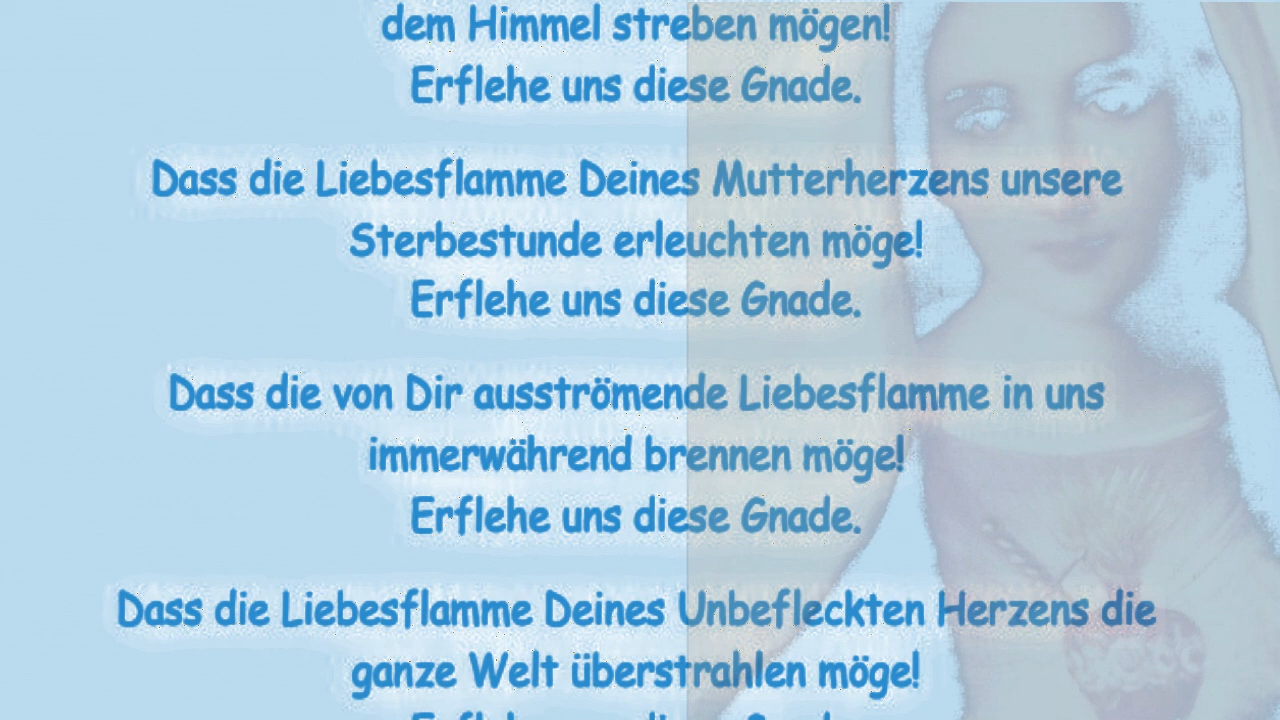 dem Himmel streben mögen!
Erflehe uns diese Gnade.
Dass die Liebesflamme Deines Mutterherzens unsere
Sterbestunde erleuchten möge!
Erflehe uns diese Gnade.
Dass die von Dir ausströmende Liebesflamme in uns
immerwährend brennen möge!
Erflehe uns diese Gnade.
Dass die Liebesflamme Deines Unbefleckten Herzens die
ganze Welt überstrahlen möge!